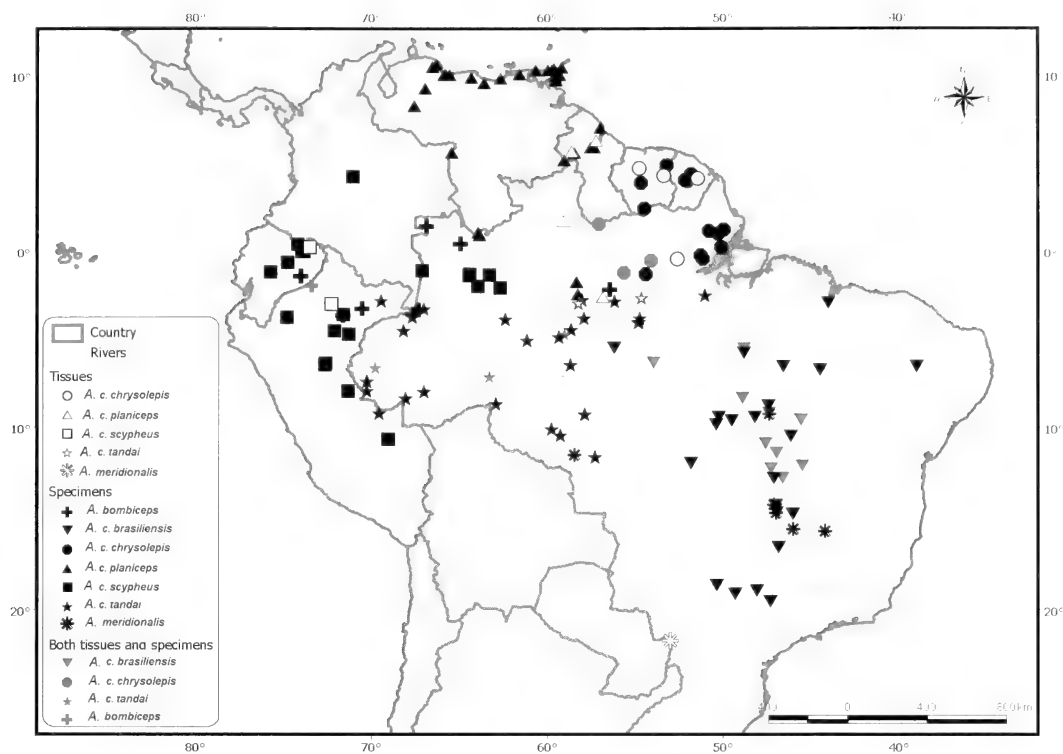 80° 70° 60° 50° 40°
10° 10
0° 0°
10° 10°
20° 20°
Country
Rivers
Tissues
A. c. chrysolepis
A. c. planiceps
A. c. scypheus
A. c. tandai
A. meridionalis
Specimens
A. bombiceps
A. c. brasiliensis
A. c. chrysolepis
A. c. planiceps
A. c. scypheus
A. c. tandai
A. meridionalis
Both tissues and specimens
A. c. brasiliensis
A. c. chrysolepis
A. c. tandai
A. bombiceps
0 400 800 km
80° 70° 60° 50° 40°